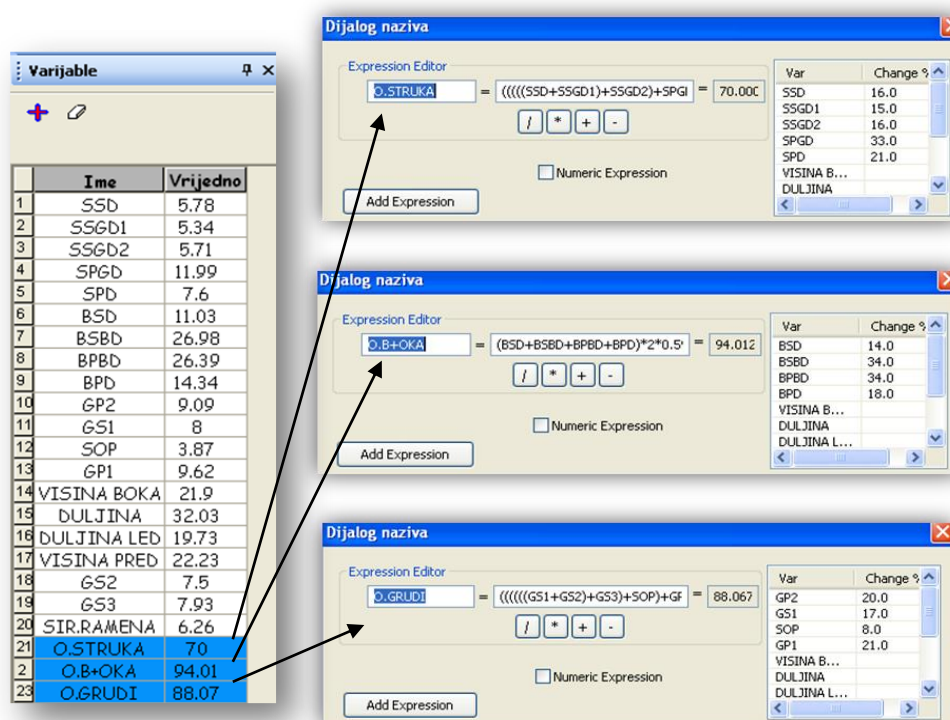 Varijable
Ime Vrijedno
1 SSD 5.78
2 SSGD1 5.34
3 SSGD2 5.71
4 SPGD 11.99
5 SPD 7.6
6 BSD 11.03
7 BSBD 26.98
8 BPBD 26.39
9 BPD 14.34
10 GP2 9.09
11 GS1 8
12 SOP 3.87
13 GP1 9.62
14 VISINA BOKA 21.9
15 DULJINA 32.03
16 DULJINA LED 19.73
17 VISINA PRED 22.23
18 GS2 7.5
19 GS3 7.93
20 SIR.RAMENA 6.26
21 O.STRUKA 70
2 O.B+OKA 94.01
23 O.GRUDI 88.07
Dijalog naziva
Expression Editor
O.STRUKA = (((((SSD+SSGD1)+SSGD2)+SPGI = 70.000
/ * + -
Numeric Expression
Add Expression
Var Change %
SSD 16.0
SSGD1 15.0
SSGD2 16.0
SPGD 33.0
SPD 21.0
VISINA B...
DULJINA
Dijalog naziva
Expression Editor
O.B+OKA = (BSD+BSBD+BPBD+BPD)*2*0.5 = 94.012
/ * + -
Numeric Expression
Add Expression
Var Change %
BSD 14.0
BSBD 34.0
BPBD 34.0
BPD 18.0
VISINA B...
DULJINA
DULJINA L...
Dijalog naziva
Expression Editor
O.GRUDI = ((((((GS1+GS2)+GS3)+SOP)+GF = 88.067
/ * + -
Numeric Expression
Add Expression
Var Change %
GP2 20.0
GS1 17.0
SOP 8.0
GP1 21.0
VISINA B...
DULJINA
DULJINA L...